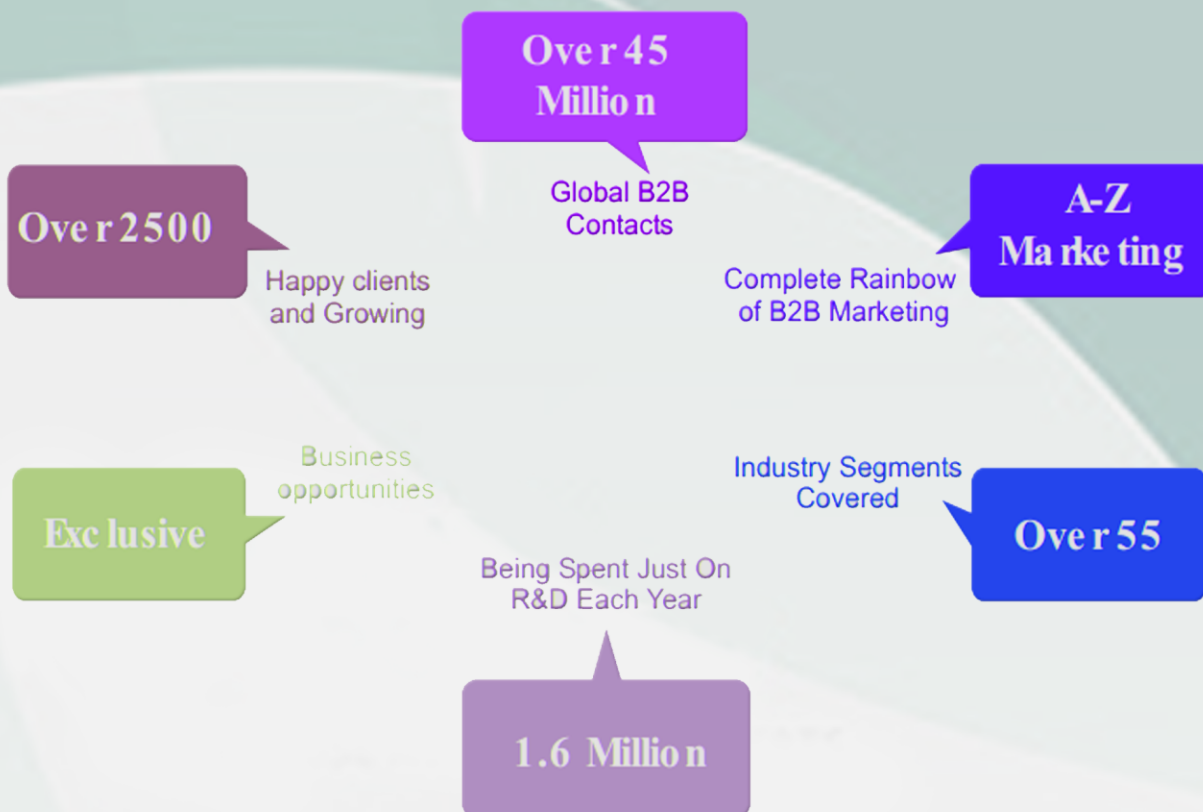 Over 45
Million
Global B2B
Contacts
Over 2500
Happy clients
and Growing
A-Z
Marketing
Complete Rainbow
of B2B Marketing
Exclusive
Business
opportunities
Industry Segments
Covered
Over 55
Being Spent Just On
R&D Each Year
1.6 Million